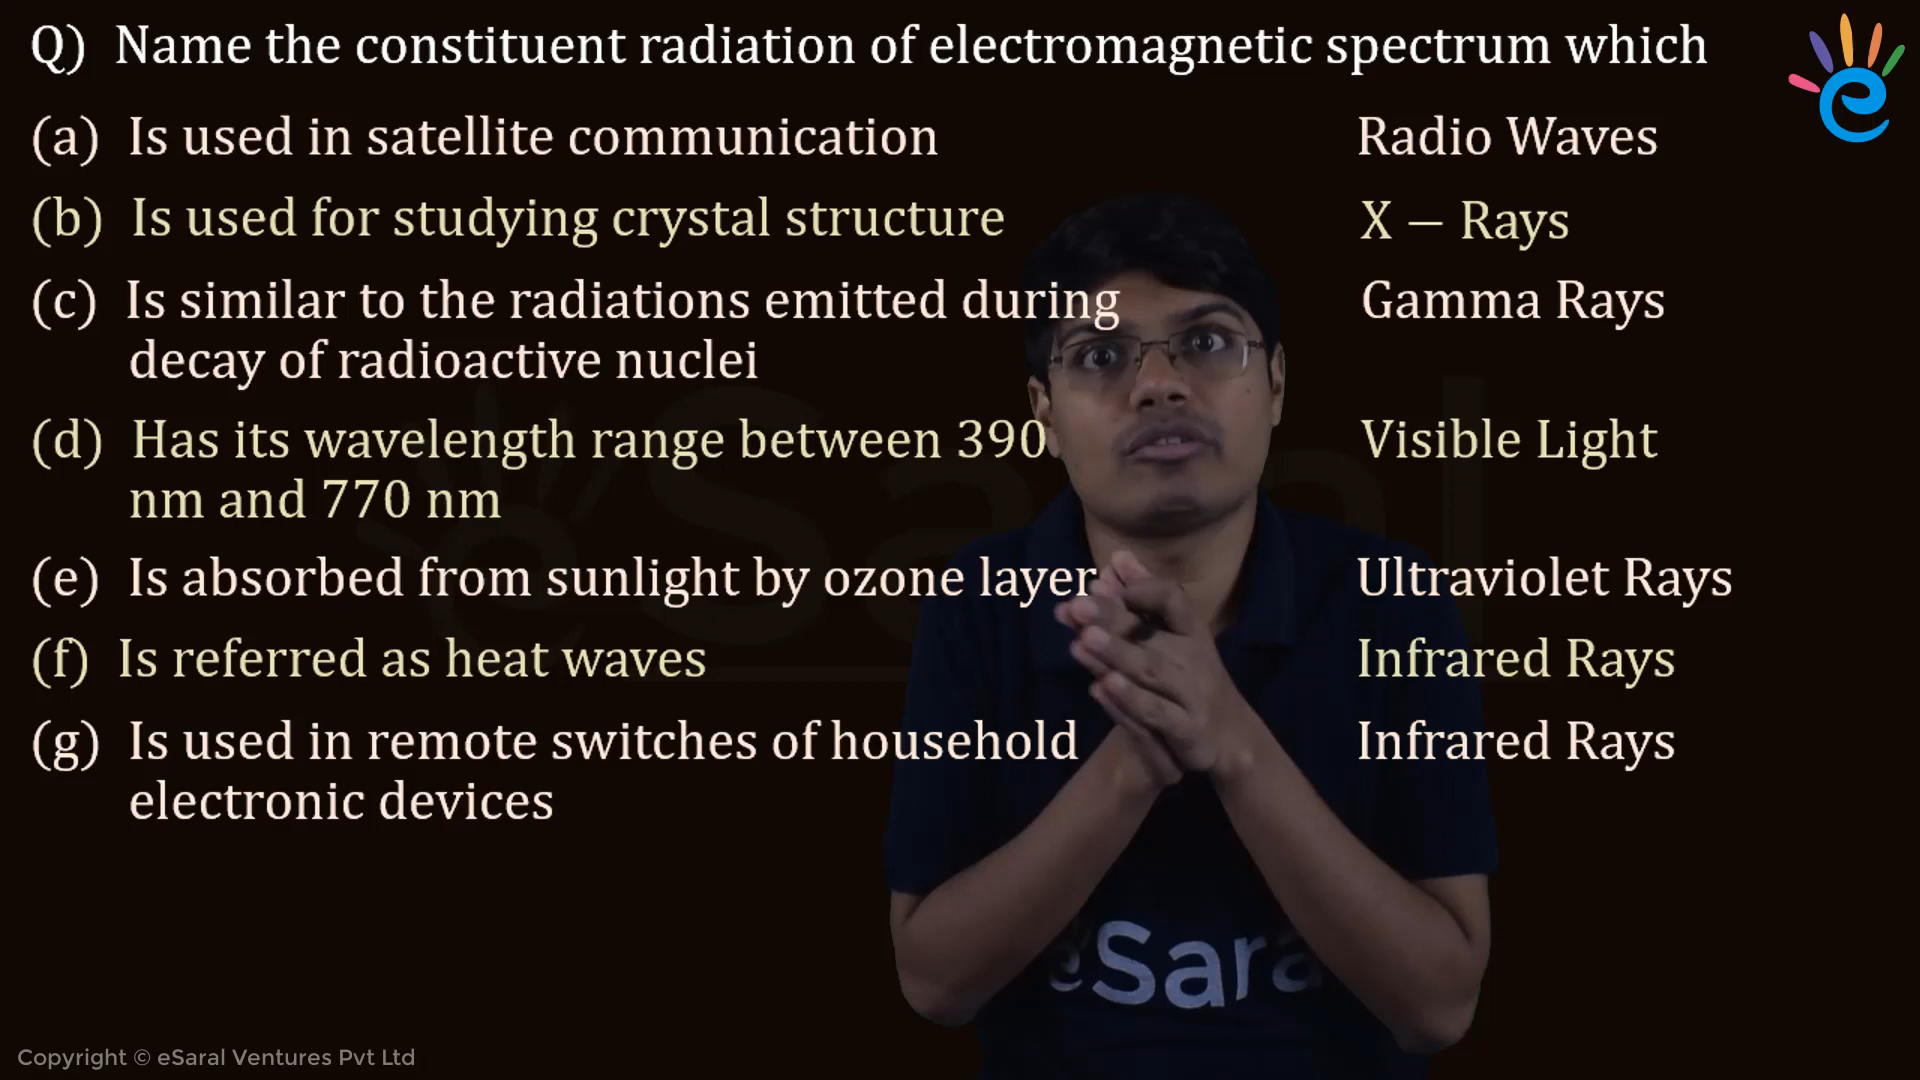 Q) Name the constituent radiation of electromagnetic spectrum which
(a) Is used in satellite communication Radio Waves
(b) Is used for studying crystal structure X – Rays
(c) Is similar to the radiations emitted during Gamma Rays
decay of radioactive nuclei
(d) Has its wavelength range between 390 Visible Light
nm and 770 nm
(e) Is absorbed from sunlight by ozone layer Ultraviolet Rays
(f) Is referred as heat waves Infrared Rays
(g) Is used in remote switches of household Infrared Rays
electronic devices
eSaral
eSara
Copyright © eSaral Ventures Pvt Ltd